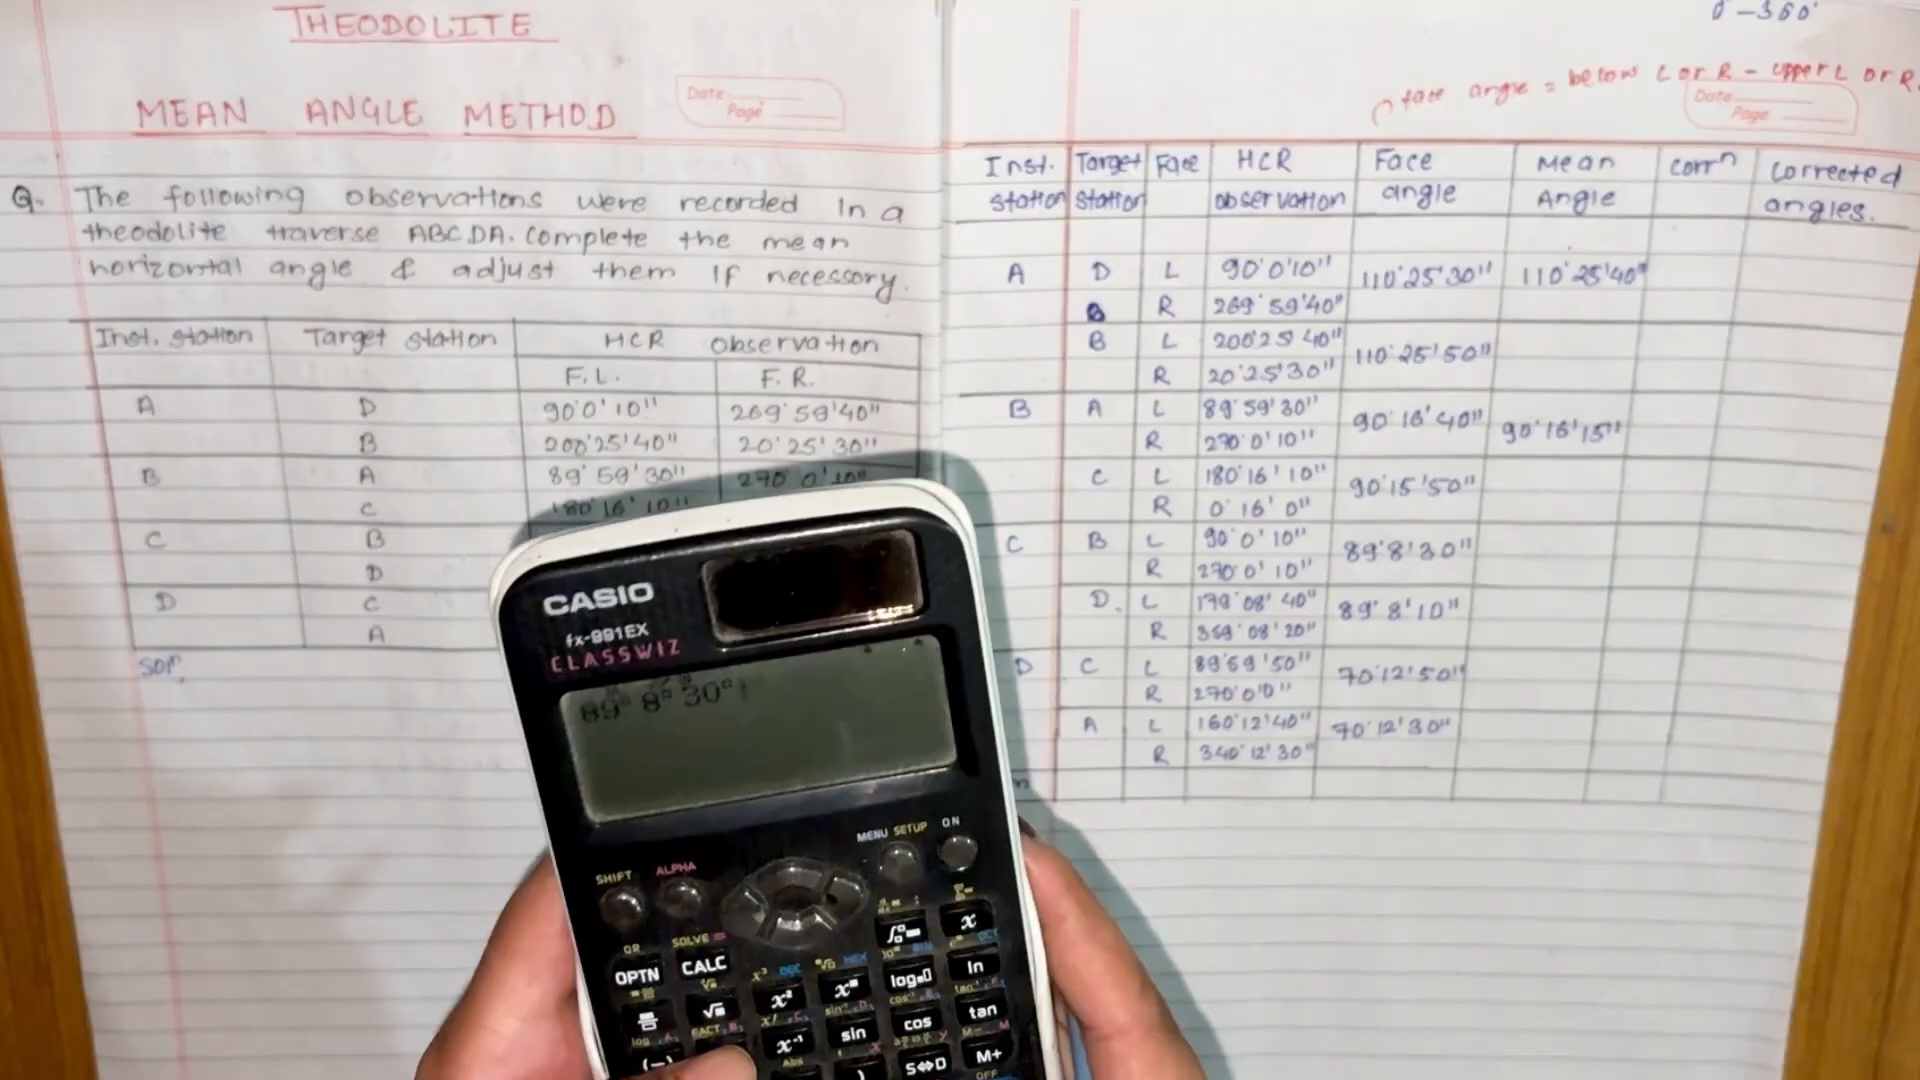 THEODOLITE
MEAN ANGLE METHOD
Date
Page
Q. The following observations were recorded in a
theodolite traverse ABCDA. Complete the mean
horizontal angle & adjust them if necessary.
Inst. station Target station HCR observation
F.L. F.R.
A D 90°0'10" 269°59'40"
B 200°25'40" 20°25'30"
B A 89°59'30" 270°0'10"
C 180°16'10"
C B
D
D C
A
Solⁿ,
0-360°
face angle = below L or R - upper L or R
Date
Page
Inst. Target Face HCR Face Mean corrⁿ corrected
station station observation angle Angle angles.
A D L 90°0'10" 110°25'30" 110°25'40"
R 269°59'40"
B L 200°25'40" 110°25'50"
R 20°25'30"
B A L 89°59'30" 90°16'40" 90°16'15"
R 270°0'10"
C L 180°16'10" 90°15'50"
R 0°16'0"
C B L 90°0'10" 89°8'30"
R 270°0'10"
D. L 179°08'40" 89°8'10"
R 359°08'20"
D C L 89°59'50" 70°12'50"
R 270°0'0"
A L 160°12'40" 70°12'30"
R 340°12'30"
CASIO
fx-991EX
CLASSWIZ
89°8°30°
MENU SETUP ON
SHIFT ALPHA
QR SOLVE =
OPTN CALC x
x² log ln
sin cos tan
x⁻¹ S⇔D M+
(-) )
FACT
Abs
OFF